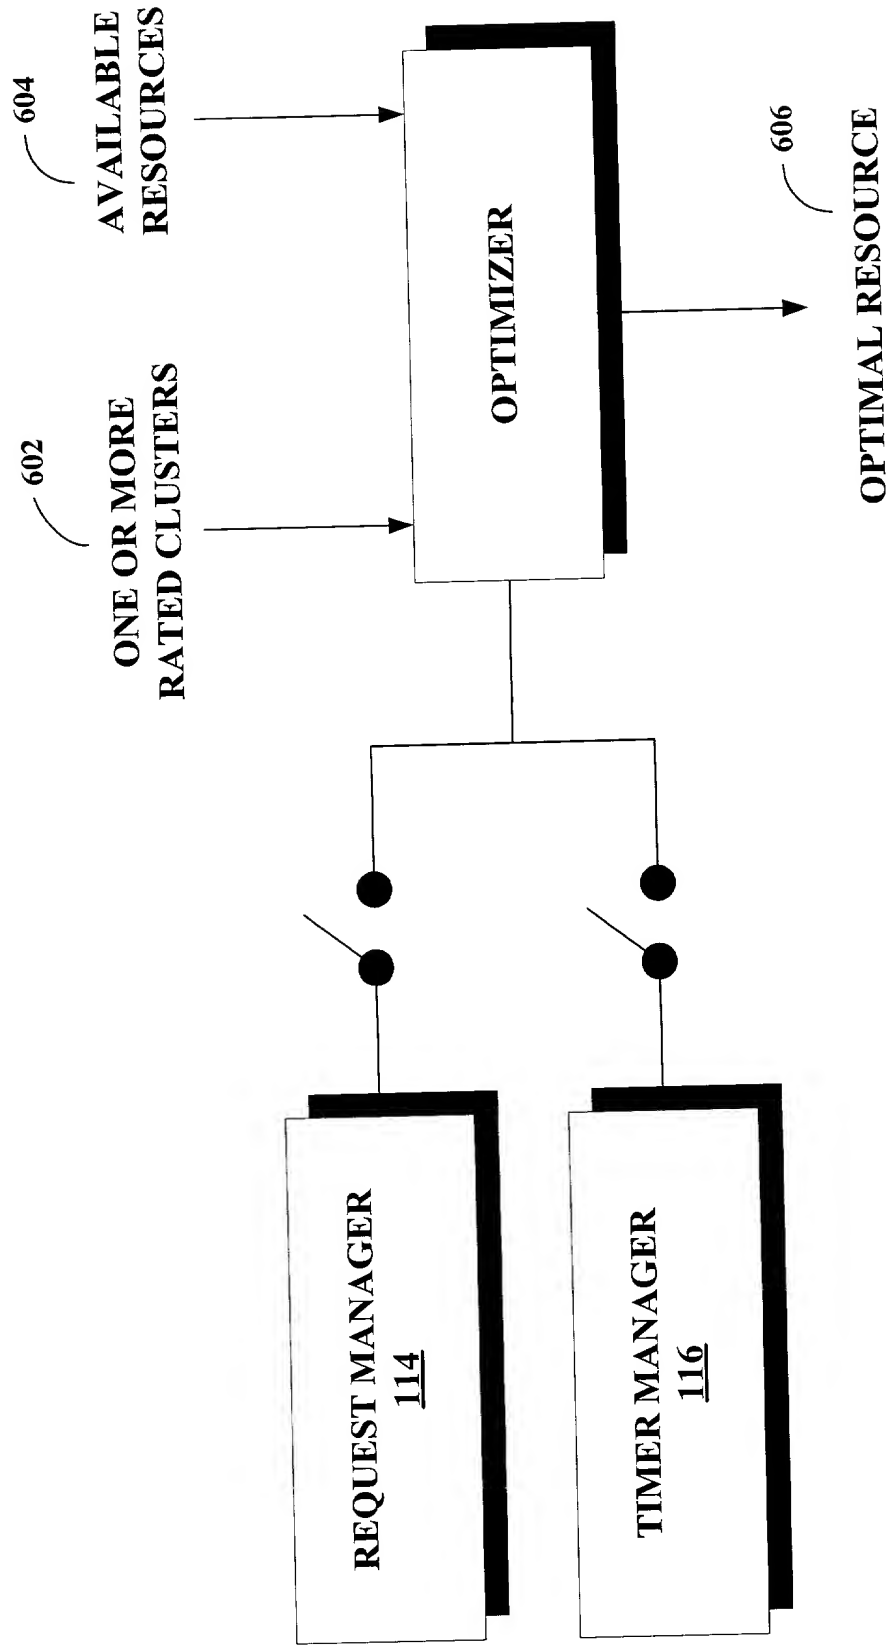 602
ONE OR MORE
RATED CLUSTERS
604
AVAILABLE
RESOURCES
REQUEST MANAGER
114
OPTIMIZER
TIMER MANAGER
116
606
OPTIMAL RESOURCE